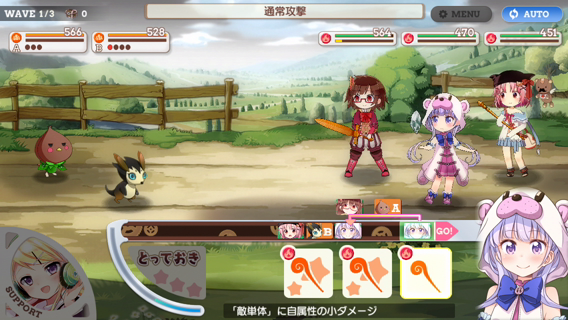 WAVE 1/3
0
通常攻撃
MENU
AUTO
566
A
528
B
564
470
451
A
B
GO!
とっておき
SUPPORT
「敵単体」に自属性の小ダメージ